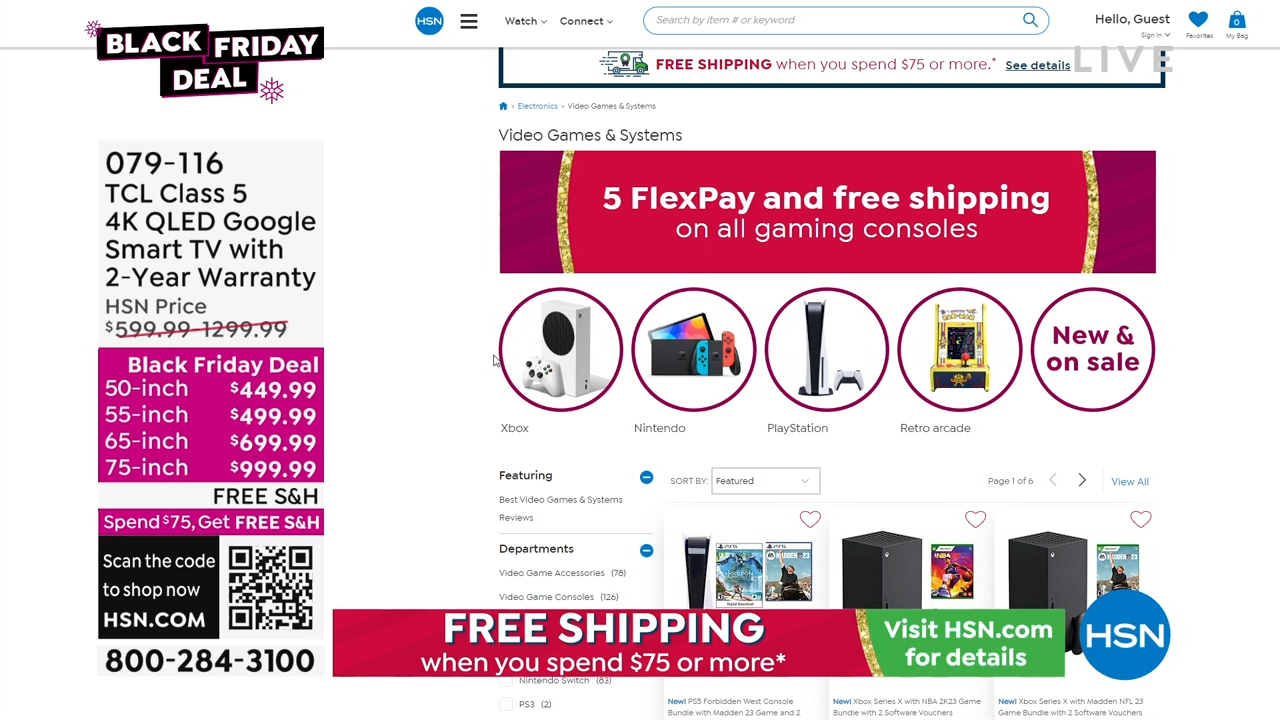 BLACK FRIDAY
DEAL
079-116
TCL Class 5
4K QLED Google
Smart TV with
2-Year Warranty
HSN Price
$599.99-1299.99
Black Friday Deal
50-inch $449.99
55-inch $499.99
65-inch $699.99
75-inch $999.99
FREE S&H
Spend $75, Get FREE S&H
Scan the code
to shop now
HSN.COM
800-284-3100
HSN
Watch
Connect
Search by item # or keyword
Hello, Guest
Sign in
Favorites
0
My Bag
LIVE
FREE SHIPPING when you spend $75 or more.* See details
> Electronics > Video Games & Systems
Video Games & Systems
5 FlexPay and free shipping
on all gaming consoles
New &
on sale
Xbox
Nintendo
PlayStation
Retro arcade
Featuring
Best Video Games & Systems
Reviews
Departments
Video Game Accessories (78)
Video Game Consoles (126)
Nintendo Switch (83)
PS3 (2)
SORT BY: Featured
Page 1 of 6
View All
New! PS5 Forbidden West Console
Bundle with Madden 23 Game and 2
New! Xbox Series X with NBA 2K23 Game
Bundle with 2 Software Vouchers
New! Xbox Series X with Madden NFL 23
Game Bundle with 2 Software Vouchers
FREE SHIPPING
when you spend $75 or more*
Visit HSN.com
for details
HSN